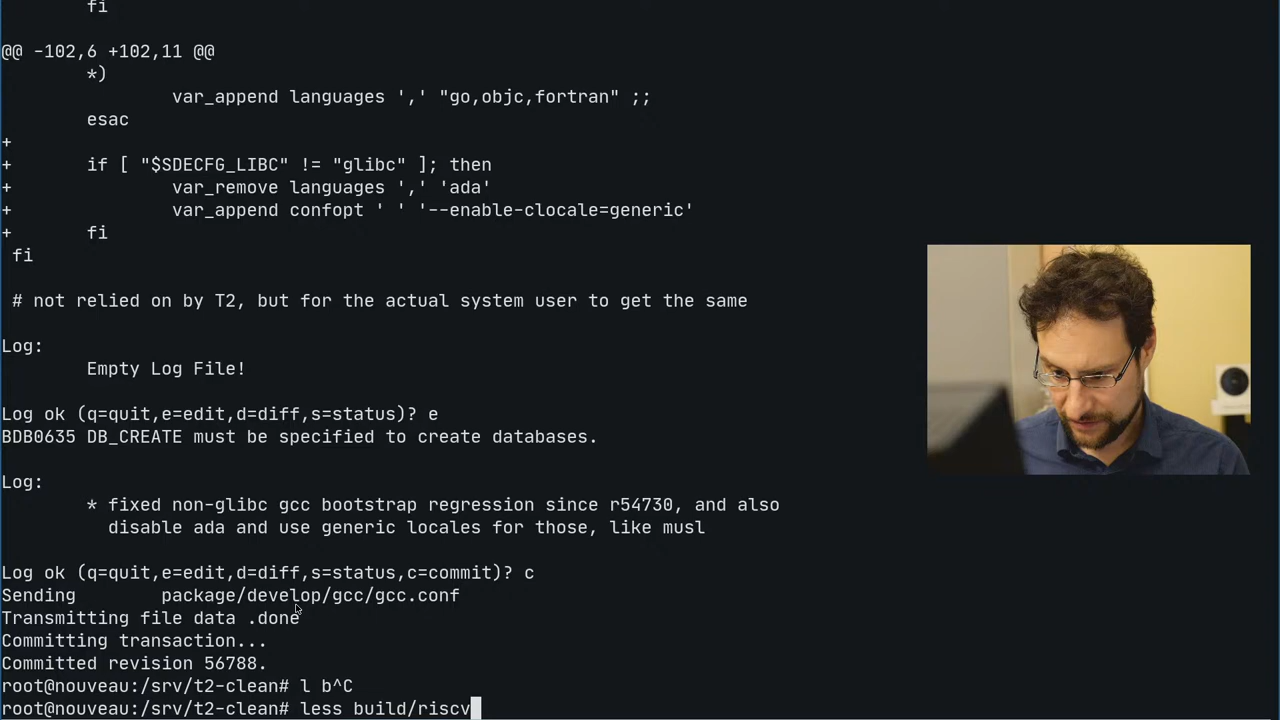 fi
@@ -102,6 +102,11 @@
*)
var_append languages ',' "go,objc,fortran" ;;
esac
+
+ if [ "$SDECFG_LIBC" != "glibc" ]; then
+ var_remove languages ',' 'ada'
+ var_append confopt ' ' '--enable-clocale=generic'
+ fi
fi
# not relied on by T2, but for the actual system user to get the same
Log:
Empty Log File!
Log ok (q=quit,e=edit,d=diff,s=status)? e
BDB0635 DB_CREATE must be specified to create databases.
Log:
* fixed non-glibc gcc bootstrap regression since r54730, and also
disable ada and use generic locales for those, like musl
Log ok (q=quit,e=edit,d=diff,s=status,c=commit)? c
Sending package/develop/gcc/gcc.conf
Transmitting file data .done
Committing transaction...
Committed revision 56788.
root@nouveau:/srv/t2-clean# l b^C
root@nouveau:/srv/t2-clean# less build/riscv